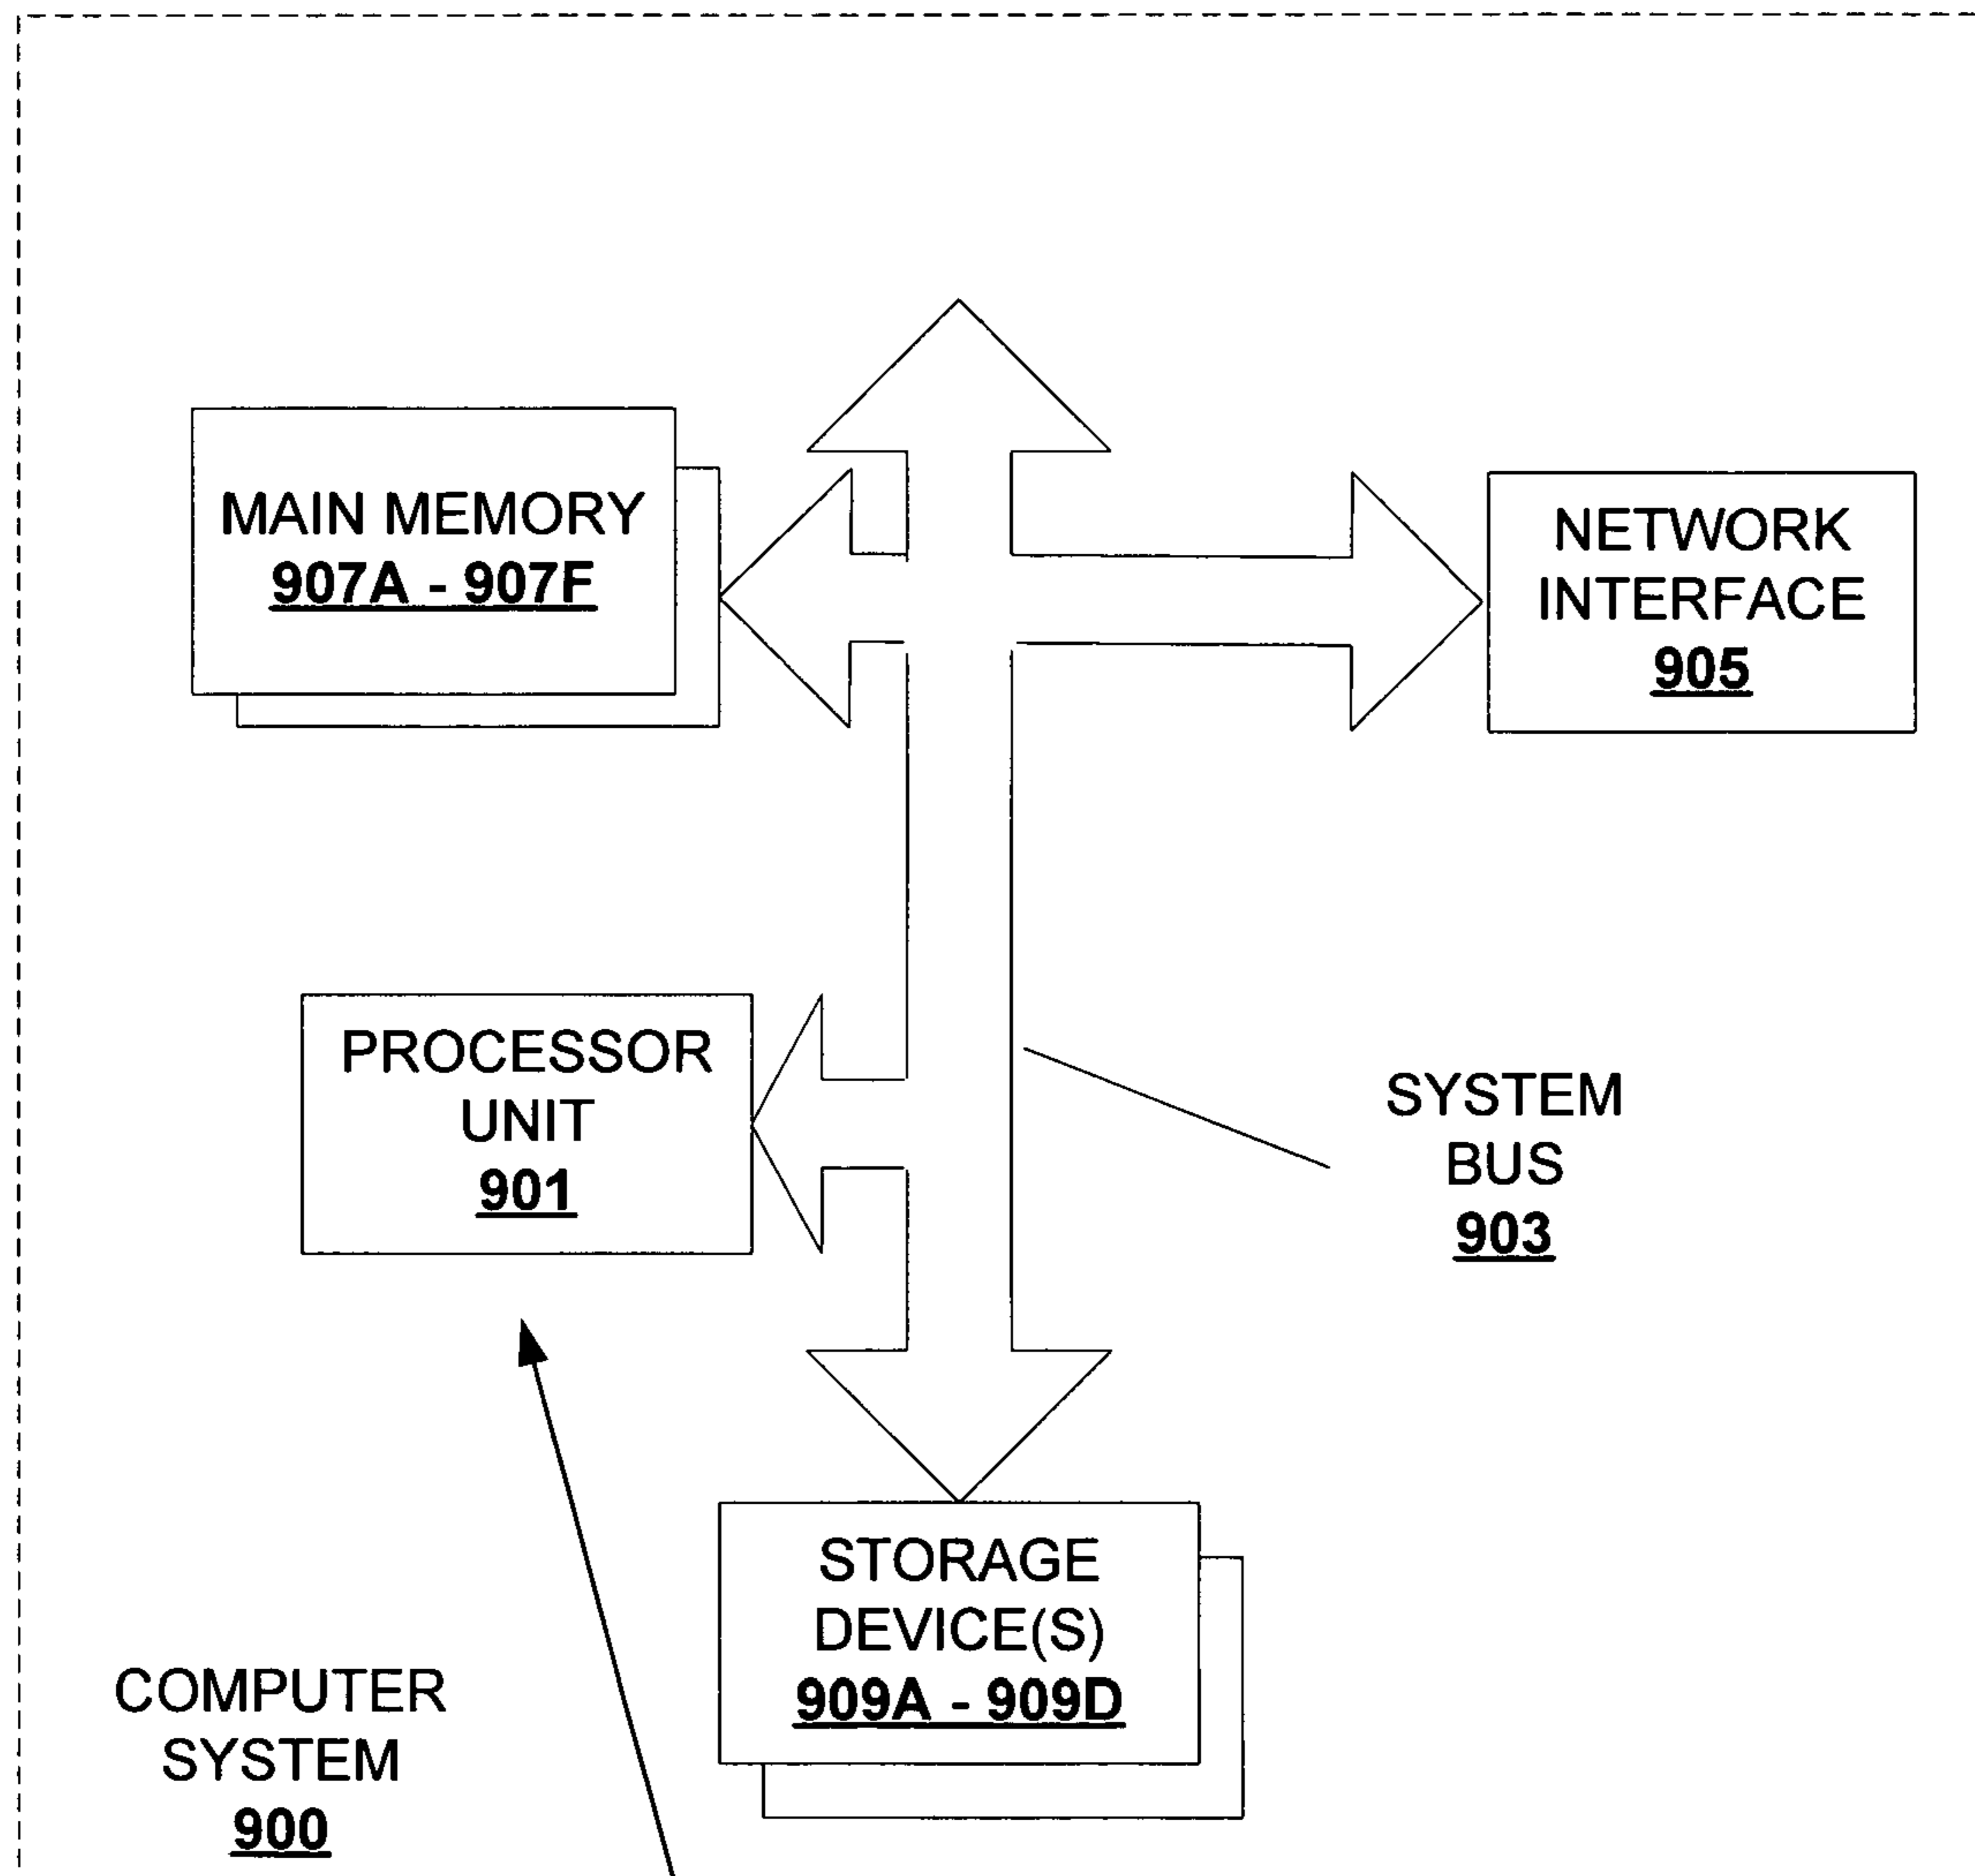 MAIN MEMORY
907A - 907F
NETWORK
INTERFACE
905
PROCESSOR
UNIT
901
SYSTEM
BUS
903
STORAGE
DEVICE(S)
909A - 909D
COMPUTER
SYSTEM
900